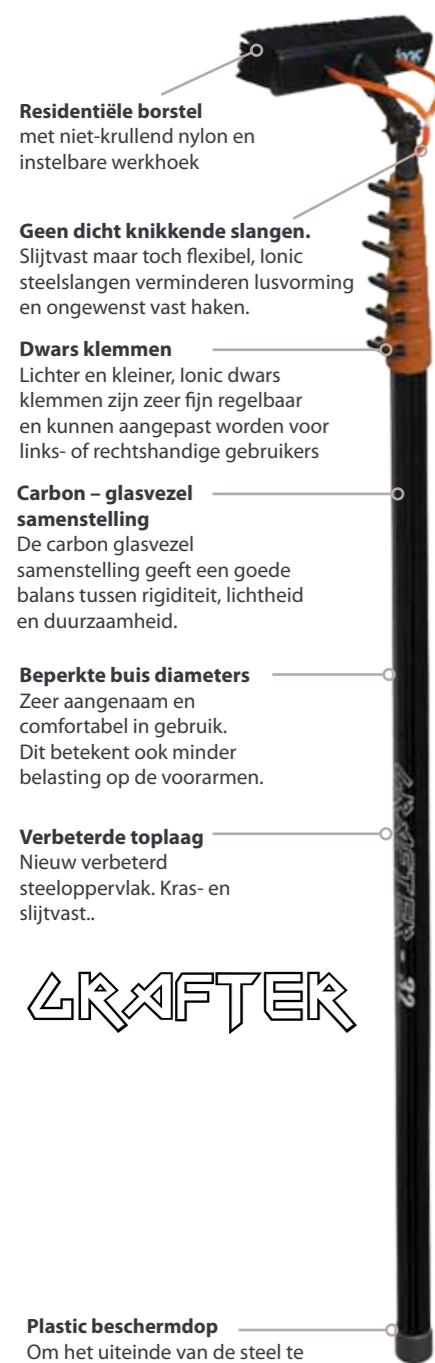 Residentiële borstel
met niet-krullend nylon en
instelbare werkhoek
Geen dicht knikkende slangen.
Slijtvast maar toch flexibel, Ionic
steelslangen verminderen lusvorming
en ongewenst vast haken.
Dwars klemmen
Lichter en kleiner, Ionic dwars
klemmen zijn zeer fijn regelbaar
en kunnen aangepast worden voor
links- of rechtshandige gebruikers
Carbon – glasvezel
samenstelling
De carbon glasvezel
samenstelling geeft een goede
balans tussen rigiditeit, lichtheid
en duurzaamheid.
Beperkte buis diameters
Zeer aangenaam en
comfortabel in gebruik.
Dit betekent ook minder
belasting op de voorarmen.
Verbeterde toplaag
Nieuw verbeterd
steeloppervlak. Kras- en
slijtvast..
GRAFTER - 32
GRAFTER
Plastic beschermdop
Om het uiteinde van de steel te